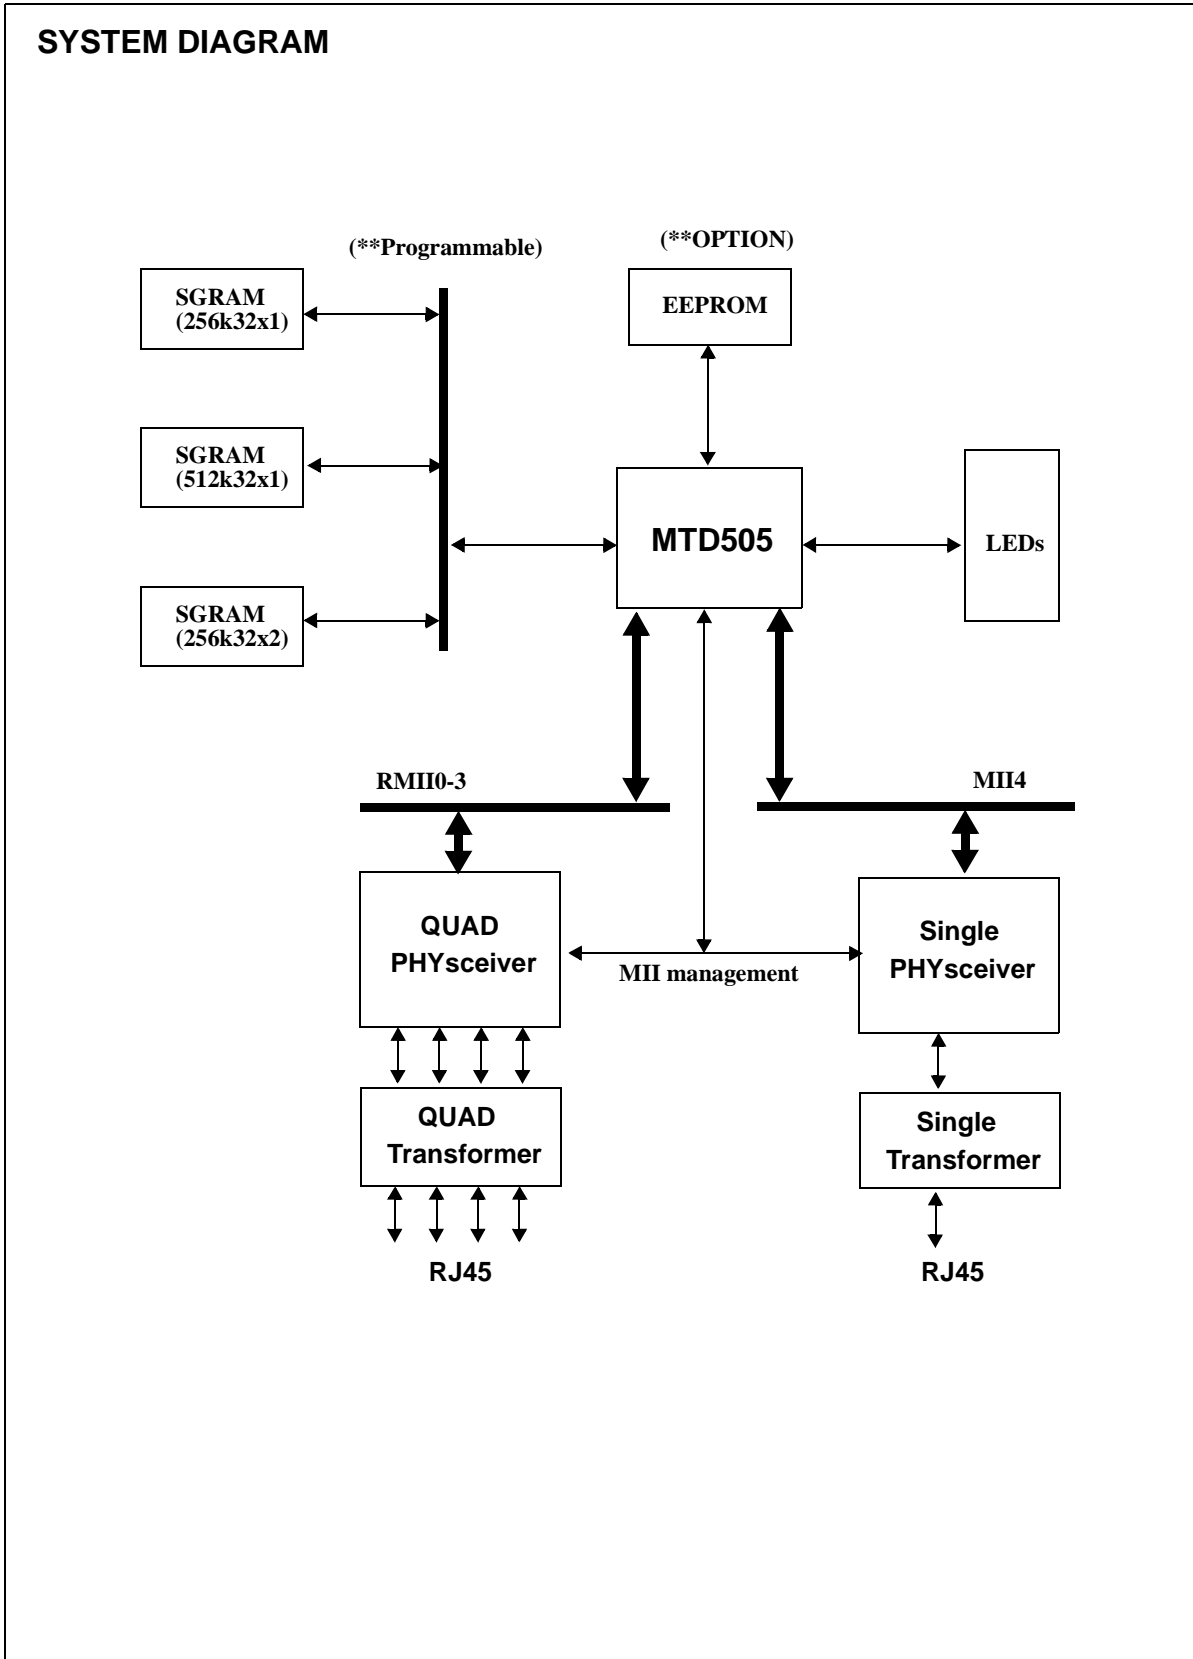 SYSTEM DIAGRAM
(**Programmable)
(**OPTION)
SGRAM
(256k32x1)
EEPROM
SGRAM
(512k32x1)
MTD505
LEDs
SGRAM
(256k32x2)
RMII0-3
MII4
QUAD
PHYsceiver
Single
PHYsceiver
MII management
QUAD
Transformer
Single
Transformer
RJ45
RJ45